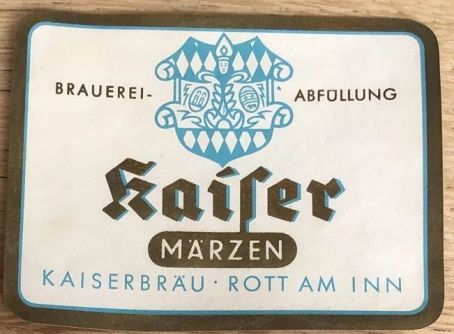 BRAUEREI- ABFÜLLUNG
Kaiser
MÄRZEN
KAISERBRÄU · ROTT AM INN